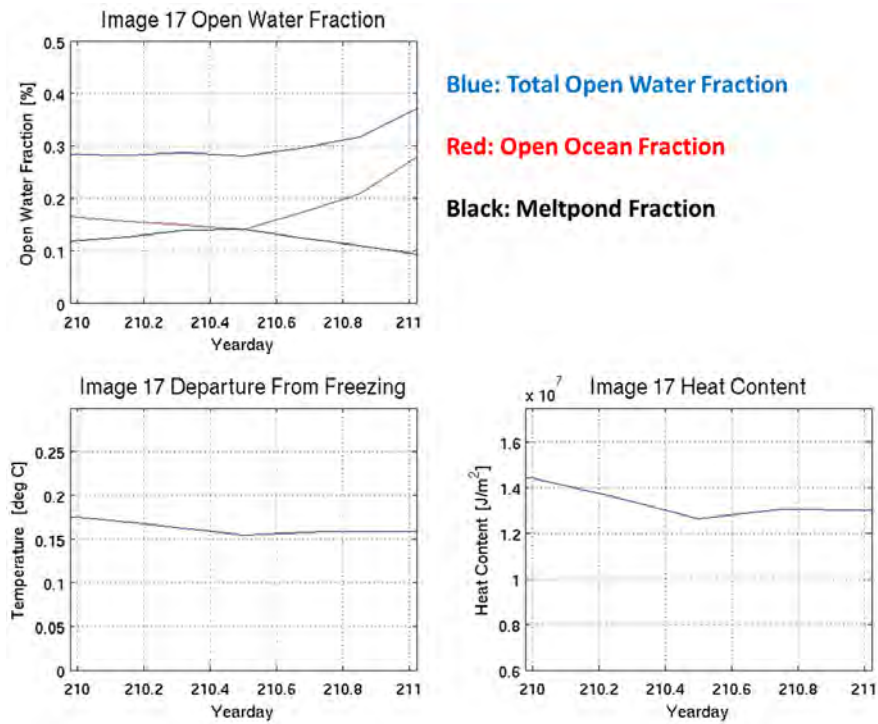 Image 17 Open Water Fraction
0.5
0.4
0.3
0.2
0.1
0
Open Water Fraction [%]
210 210.2 210.4 210.6 210.8 211
Yearday
Blue: Total Open Water Fraction
Red: Open Ocean Fraction
Black: Meltpond Fraction
Image 17 Departure From Freezing
0.25
0.2
0.15
0.1
0.05
0
Temperature [deg C]
210 210.2 210.4 210.6 210.8 211
Yearday
Image 17 Heat Content
x 10^7
1.6
1.4
1.2
1
0.8
0.6
Heat Content [J/m²]
210 210.2 210.4 210.6 210.8 211
Yearday